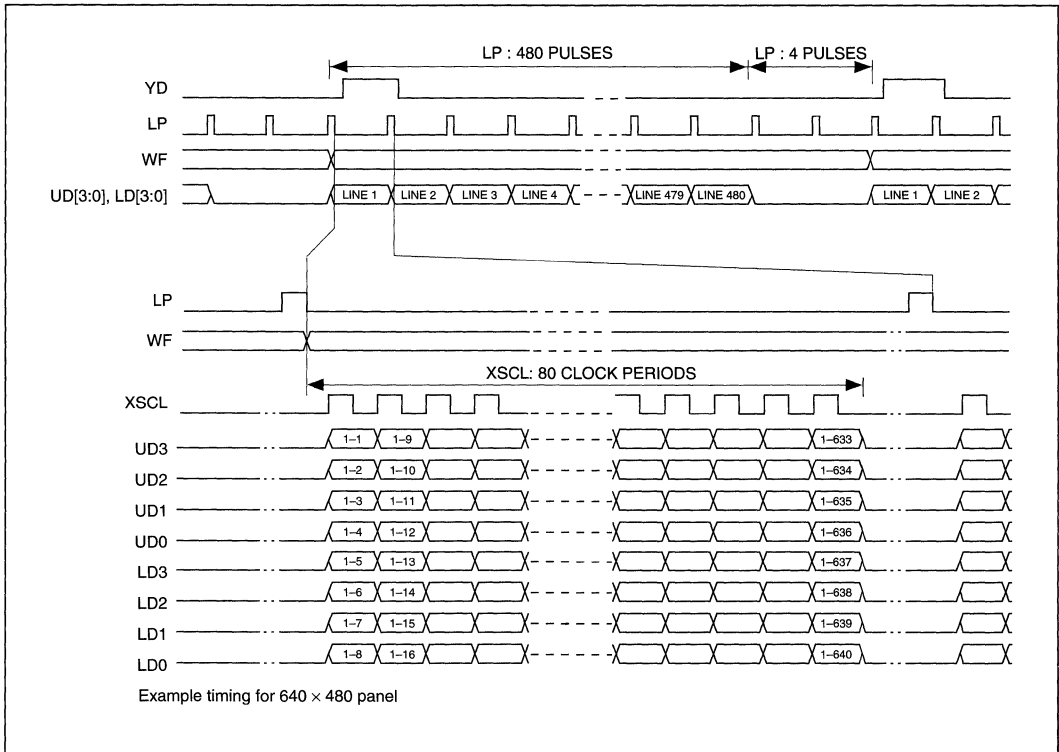 LP : 480 PULSES LP : 4 PULSES
YD
LP
WF
UD[3:0], LD[3:0] LINE 1 LINE 2 LINE 3 LINE 4 LINE 479 LINE 480 LINE 1 LINE 2
LP
WF
XSCL: 80 CLOCK PERIODS
XSCL
UD3 1–1 1–9 1–633
UD2 1–2 1–10 1–634
UD1 1–3 1–11 1–635
UD0 1–4 1–12 1–636
LD3 1–5 1–13 1–637
LD2 1–6 1–14 1–638
LD1 1–7 1–15 1–639
LD0 1–8 1–16 1–640
Example timing for 640 × 480 panel